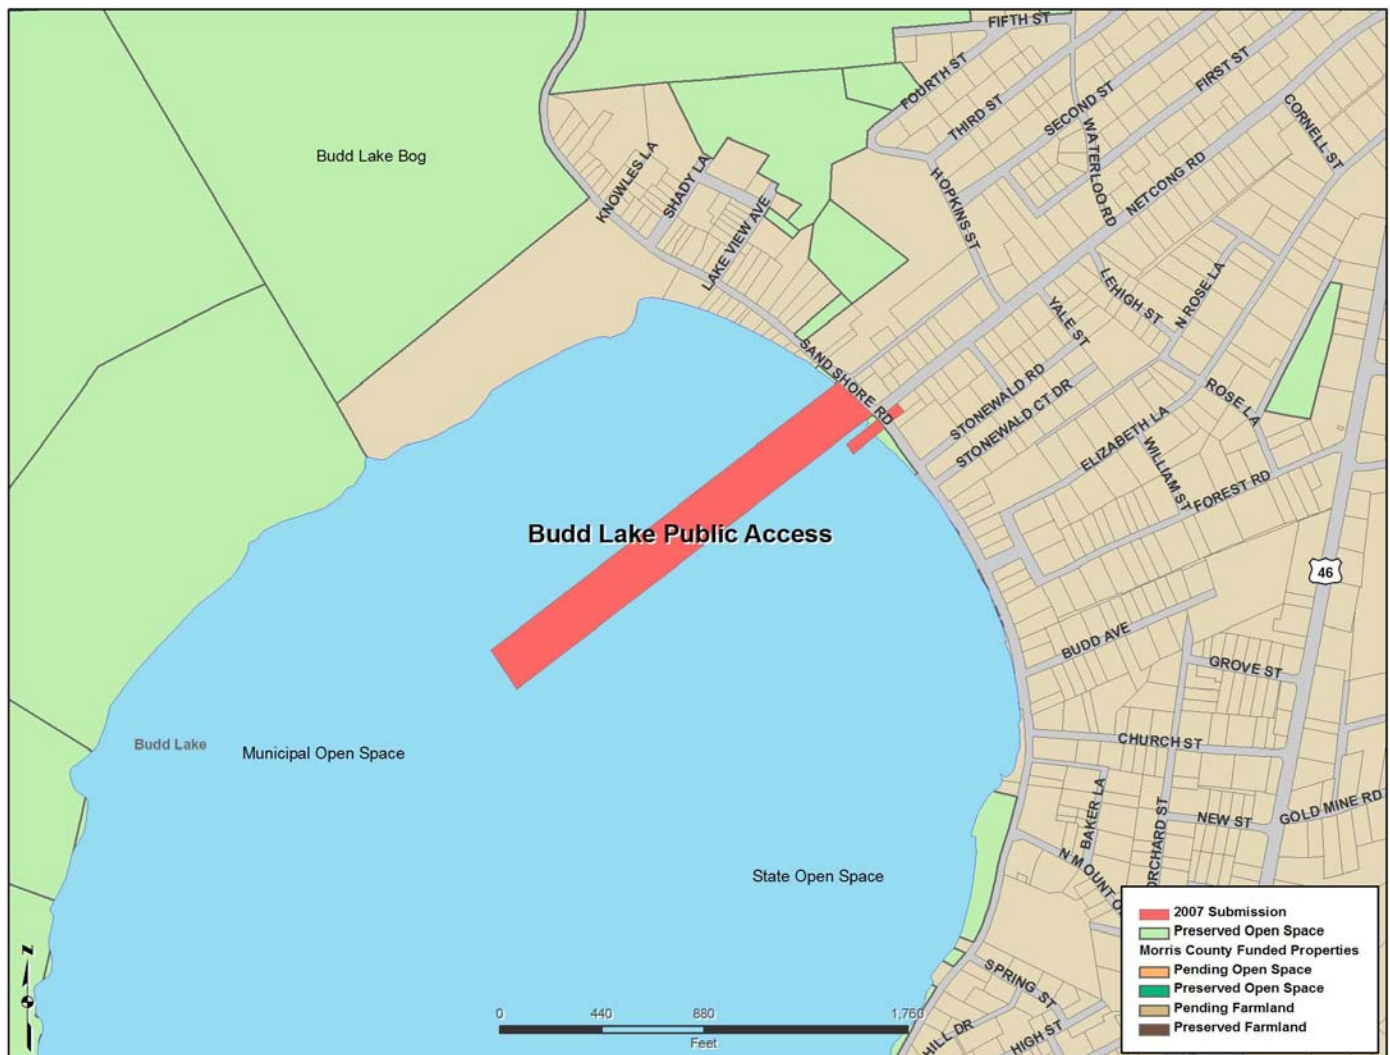 FIFTH ST
FOURTH ST
THIRD ST
SECOND ST
FIRST ST
CORNELL ST
WATERLOO RD
NETCONG RD
HOPKINS ST
Budd Lake Bog
KNOWLES LA
SHADY LA
LAKE VIEW AVE
LEHIGH ST
N ROSE LA
YALE ST
SAND SHORE RD
STONEWALD RD
STONEWALD CT DR
ROSE LA
ELIZABETH LA
WILLIAM ST
FOREST RD
Budd Lake Public Access
46
BUDD AVE
GROVE ST
Budd Lake
Municipal Open Space
CHURCH ST
BAKER LA
ORCHARD ST
NEW ST
GOLD MINE RD
N MOUNT O
State Open Space
SPRING ST
HILL DR
HIGH ST
N
0 440 880 1,760
Feet
2007 Submission
Preserved Open Space
Morris County Funded Properties
Pending Open Space
Preserved Open Space
Pending Farmland
Preserved Farmland